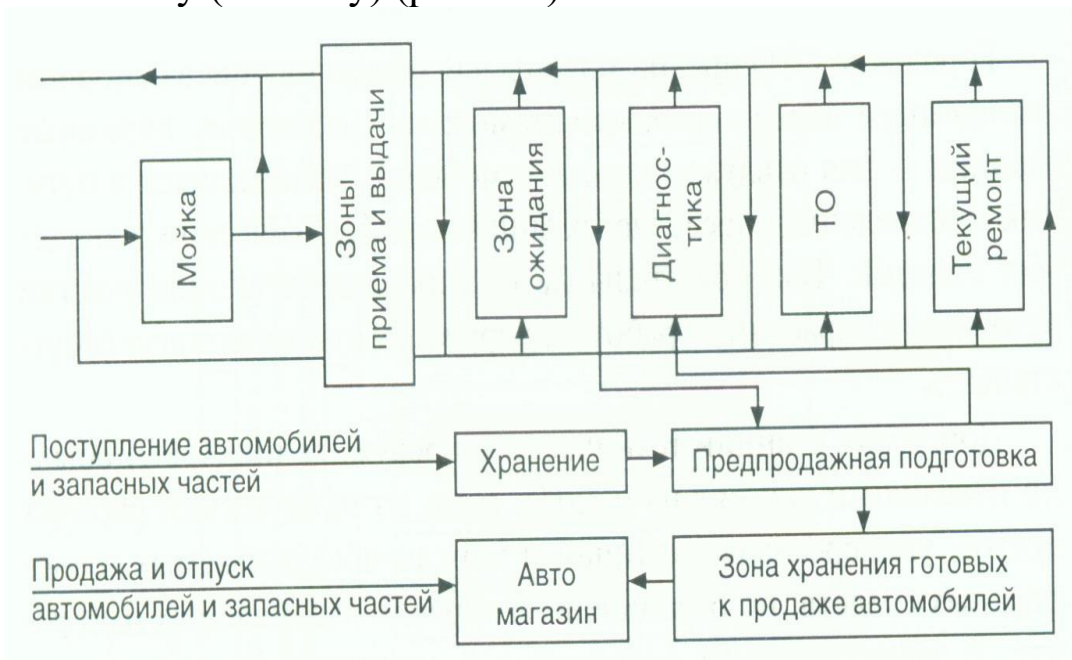 Мойка
Зоны
приема и выдачи
Зона
ожидания
Диагнос-
тика
ТО
Текущий
ремонт
Поступление автомобилей
и запасных частей
Хранение
Предпродажная подготовка
Продажа и отпуск
автомобилей и запасных частей
Авто
магазин
Зона хранения готовых
к продаже автомобилей